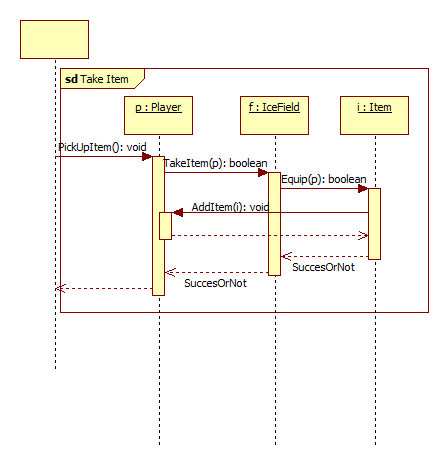 sd Take Item
p : Player
f : IceField
i : Item
PickUpItem(): void
TakeItem(p): boolean
Equip(p): boolean
AddItem(i): void
SuccesOrNot
SuccesOrNot